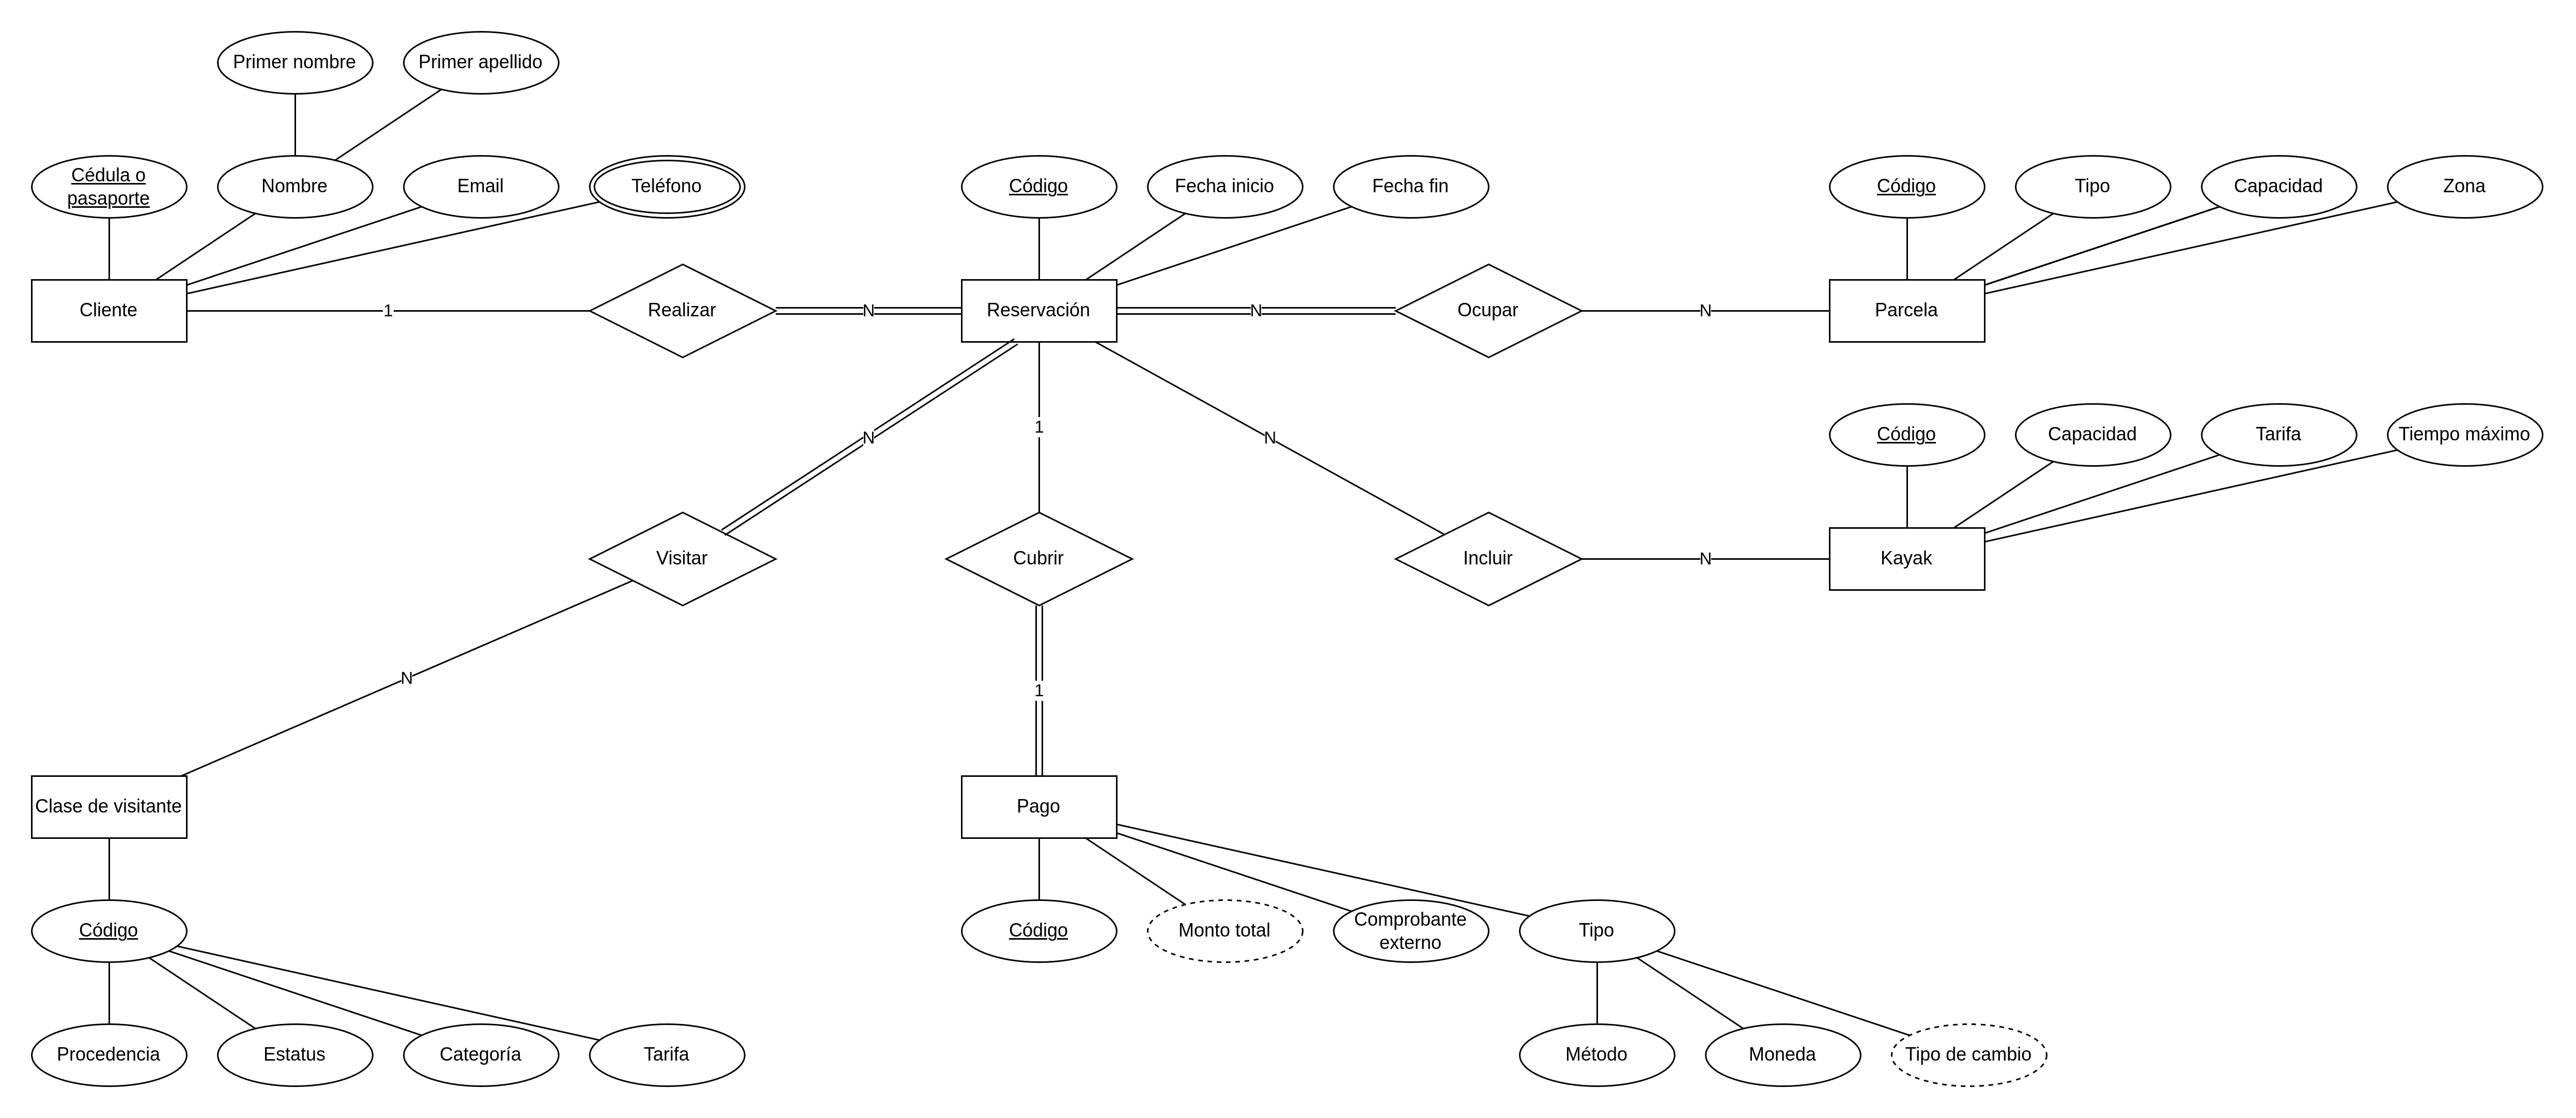 Primer nombre
Primer apellido
Cédula o
pasaporte
Nombre
Email
Teléfono
Código
Fecha inicio
Fecha fin
Código
Tipo
Capacidad
Zona
Cliente
1
Realizar
N
Reservación
N
Ocupar
N
Parcela
N
1
N
Código
Capacidad
Tarifa
Tiempo máximo
Visitar
Cubrir
Incluir
N
Kayak
N
1
Clase de visitante
Pago
Código
Código
Monto total
Comprobante
externo
Tipo
Procedencia
Estatus
Categoría
Tarifa
Método
Moneda
Tipo de cambio